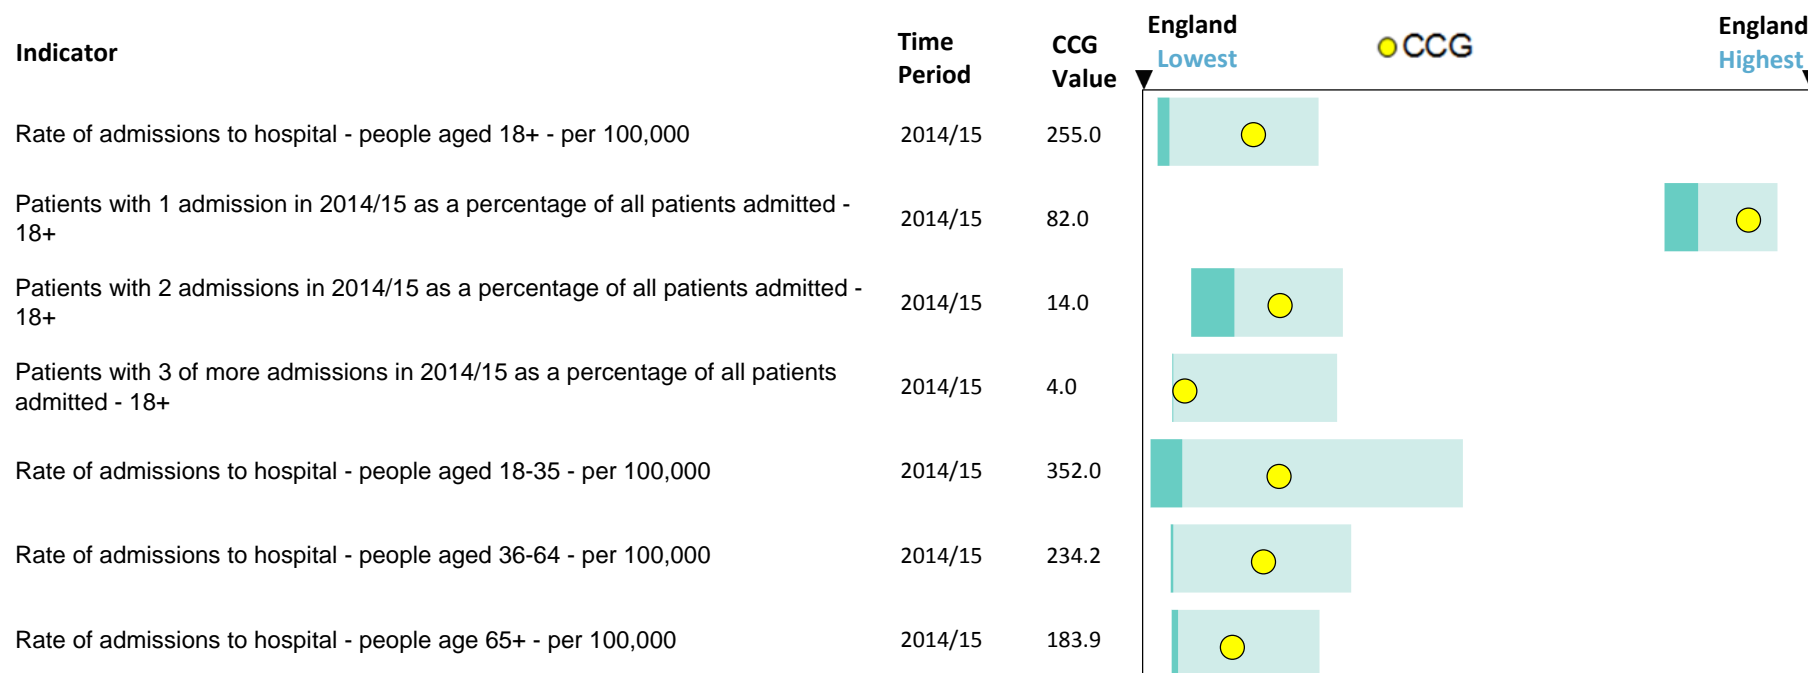 Indicator
Time
Period
CCG
Value
England
Lowest
CCG
England
Highest
Rate of admissions to hospital - people aged 18+ - per 100,000 2014/15 255.0
Patients with 1 admission in 2014/15 as a percentage of all patients admitted -
18+
2014/15 82.0
Patients with 2 admissions in 2014/15 as a percentage of all patients admitted -
18+
2014/15 14.0
Patients with 3 of more admissions in 2014/15 as a percentage of all patients
admitted - 18+
2014/15 4.0
Rate of admissions to hospital - people aged 18-35 - per 100,000 2014/15 352.0
Rate of admissions to hospital - people aged 36-64 - per 100,000 2014/15 234.2
Rate of admissions to hospital - people age 65+ - per 100,000 2014/15 183.9